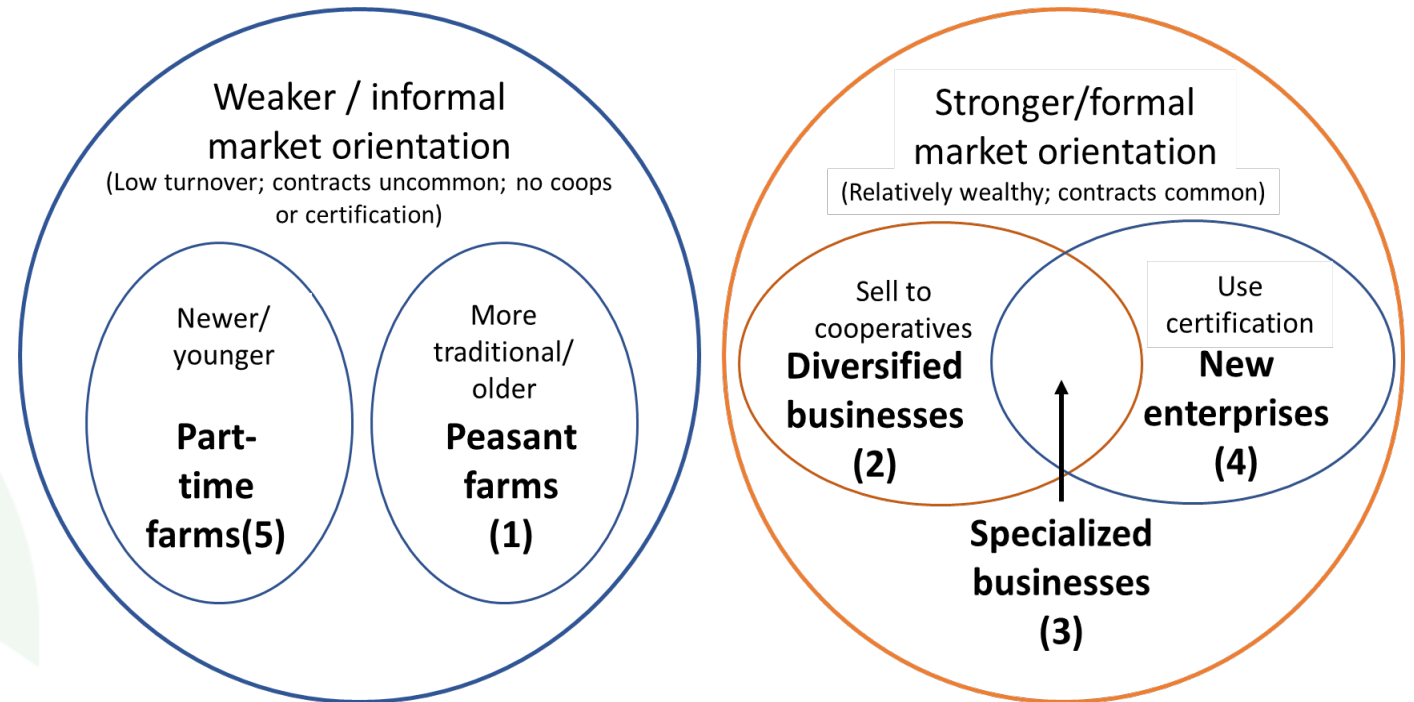 Weaker / informal
market orientation
(Low turnover; contracts uncommon; no coops
or certification)
Newer/
younger
Part-
time
farms(5)
More
traditional/
older
Peasant
farms
(1)
Stronger/formal
market orientation
(Relatively wealthy; contracts common)
Sell to
cooperatives
Diversified
businesses
(2)
Use
certification
New
enterprises
(4)
Specialized
businesses
(3)